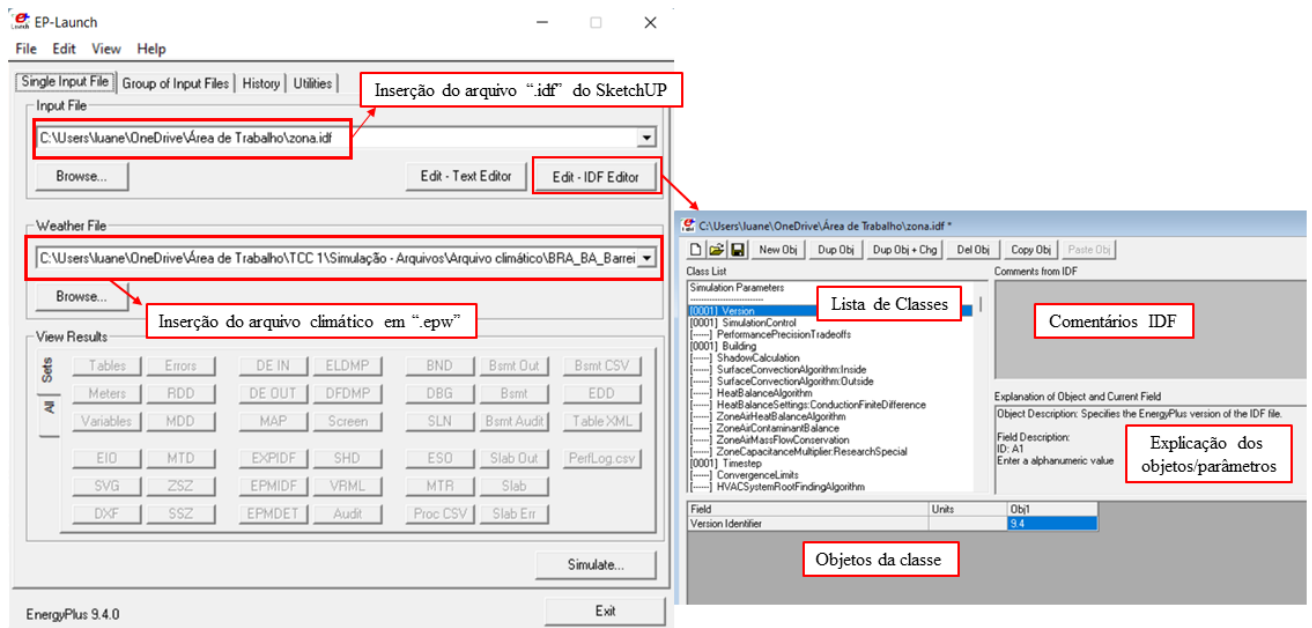 EP-Launch
File Edit View Help
Single Input File Group of Input Files History Utilities
Inserção do arquivo “.idf” do SketchUP
Input File
C:\Users\luane\OneDrive\Área de Trabalho\zona.idf
Browse... Edit - Text Editor Edit - IDF Editor
Weather File
C:\Users\luane\OneDrive\Área de Trabalho\TCC 1\Simulação - Arquivos\Arquivo climático\BRA_BA_Barrei
Browse...
Inserção do arquivo climático em “.epw”
View Results
Sets
All
Tables Errors DE IN ELDMP BND Bsmt Out Bsmt CSV
Meters RDD DE OUT DFDMP DBG Bsmt EDD
Variables MDD MAP Screen SLN Bsmt Audit Table XML
EIO MTD EXPIDF SHD ESO Slab Out PerfLog.csv
SVG ZSZ EPMIDF VRML MTR Slab
DXF SSZ EPMDET Audit Proc CSV Slab Err
Simulate...
EnergyPlus 9.4.0 Exit
C:\Users\luane\OneDrive\Área de Trabalho\zona.idf *
New Obj Dup Obj Dup Obj + Chg Del Obj Copy Obj Paste Obj
Class List
Simulation Parameters
-------------------------
[0001] Version
[0001] SimulationControl
[------] PerformancePrecisionTradeoffs
[0001] Building
[------] ShadowCalculation
[------] SurfaceConvectionAlgorithm:Inside
[------] SurfaceConvectionAlgorithm:Outside
[------] HeatBalanceAlgorithm
[------] HeatBalanceSettings:ConductionFiniteDifference
[------] ZoneAirHeatBalanceAlgorithm
[------] ZoneAirContaminantBalance
[------] ZoneAirMassFlowConservation
[------] ZoneCapacitanceMultiplier:ResearchSpecial
[0001] Timestep
[------] ConvergenceLimits
[------] HVACSystemRootFindingAlgorithm
Lista de Classes
Comments from IDF
Comentários IDF
Explanation of Object and Current Field
Object Description: Specifies the EnergyPlus version of the IDF file.
Field Description:
ID: A1
Enter a alphanumeric value
Explicação dos
objetos/parâmetros
Field Units Obj1
Version Identifier 9.4
Objetos da classe